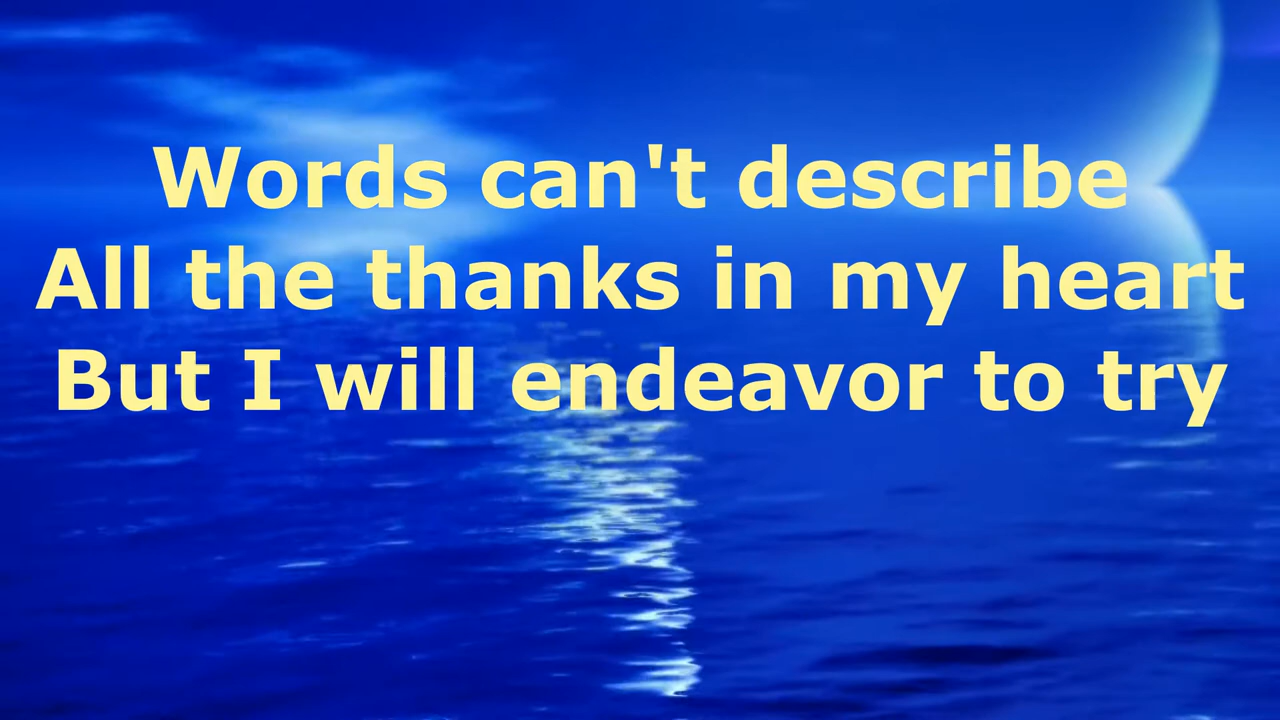 Words can't describe
All the thanks in my heart
But I will endeavor to try